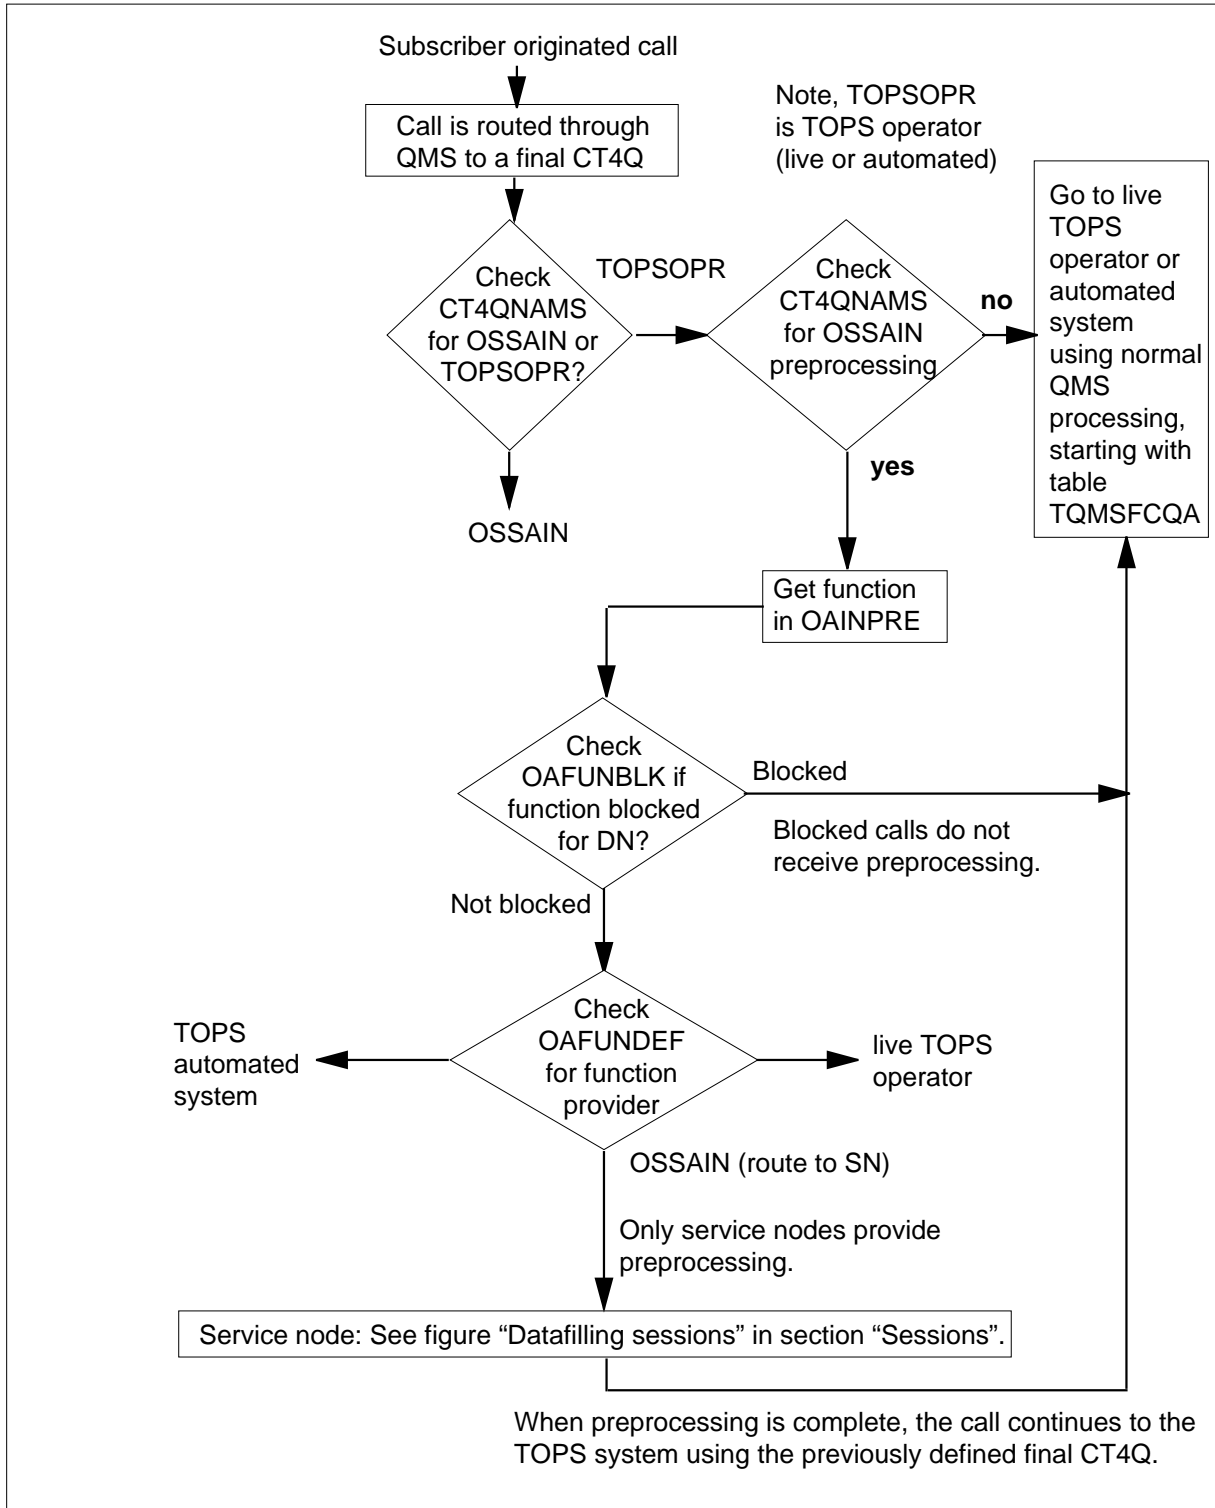 Subscriber originated call
Call is routed through
QMS to a final CT4Q
Note, TOPSOPR
is TOPS operator
(live or automated)
Check
CT4QNAMS
for OSSAIN or
TOPSOPR?
TOPSOPR
OSSAIN
Check
CT4QNAMS
for OSSAIN
preprocessing
no
yes
Go to live
TOPS
operator or
automated
system
using normal
QMS
processing,
starting with
table
TQMSFCQA
Get function
in OAINPRE
Check
OAFUNBLK if
function blocked
for DN?
Blocked
Blocked calls do not
receive preprocessing.
Not blocked
Check
OAFUNDEF
for function
provider
TOPS
automated
system
live TOPS
operator
OSSAIN (route to SN)
Only service nodes provide
preprocessing.
Service node: See figure “Datafilling sessions” in section “Sessions”.
When preprocessing is complete, the call continues to the
TOPS system using the previously defined final CT4Q.